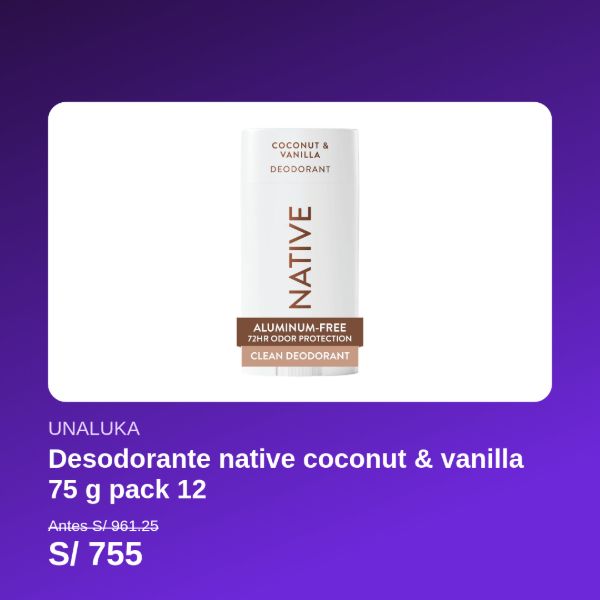 COCONUT &
VANILLA
DEODORANT
NATIVE
ALUMINUM-FREE
72HR ODOR PROTECTION
CLEAN DEODORANT
UNALUKA
Desodorante native coconut & vanilla
75 g pack 12
Antes S/ 961.25
S/ 755